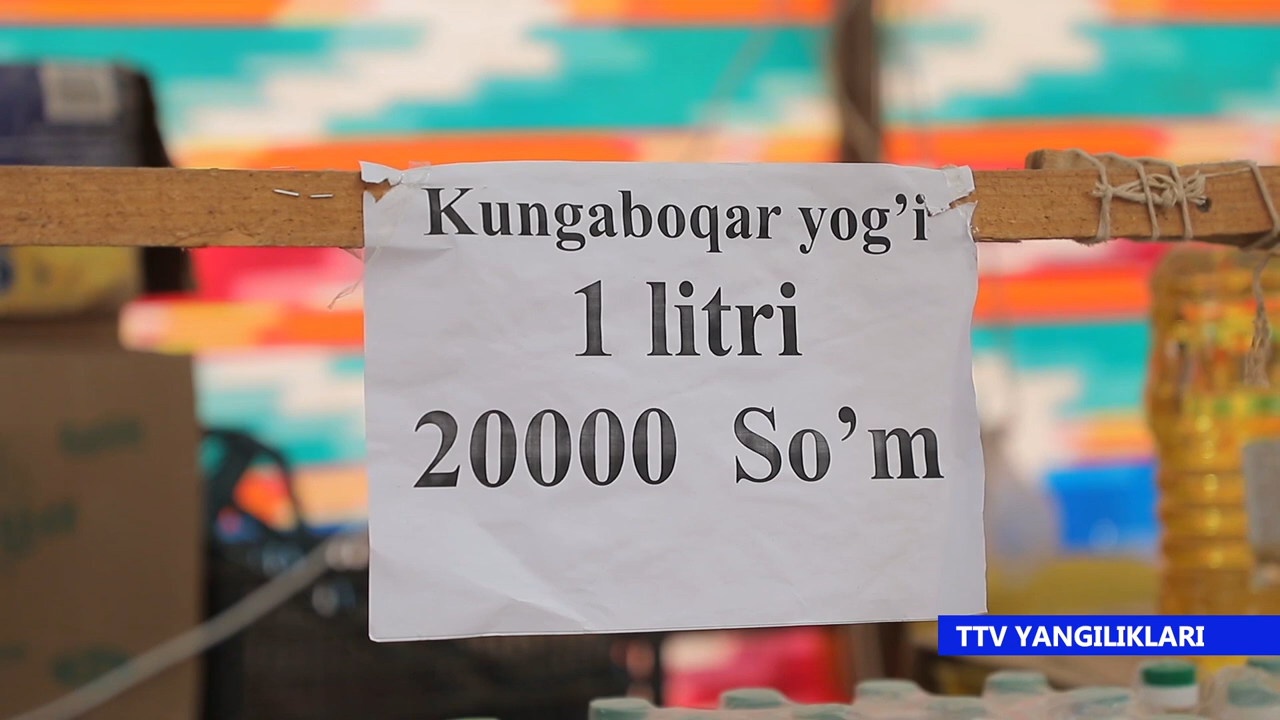 Kungaboqar yog’i
1 litri
20000 So’m
TTV YANGILIKLARI